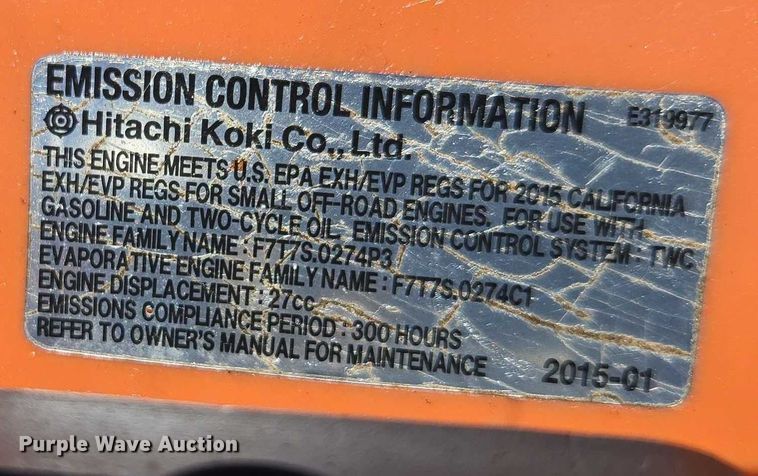 EMISSION CONTROL INFORMATION E319977
Hitachi Koki Co., Ltd.
THIS ENGINE MEETS U.S. EPA EXH/EVP REGS FOR 2015 CALIFORNIA
EXH/EVP REGS FOR SMALL OFF-ROAD ENGINES. FOR USE WITH
GASOLINE AND TWO-CYCLE OIL. EMISSION CONTROL SYSTEM : TWC
ENGINE FAMILY NAME : F7T7S.0274P3
EVAPORATIVE ENGINE FAMILY NAME : F7T7S.0274C1
ENGINE DISPLACEMENT : 27cc
EMISSIONS COMPLIANCE PERIOD : 300 HOURS
REFER TO OWNER'S MANUAL FOR MAINTENANCE 2015-01
Purple Wave Auction